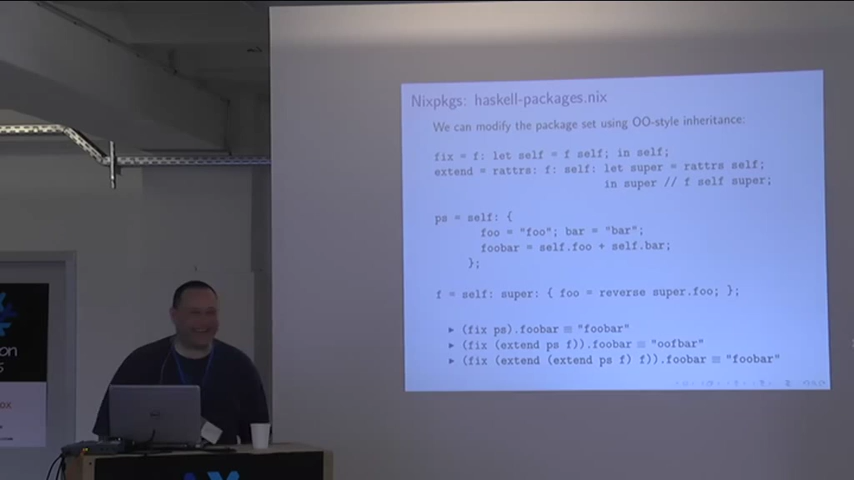 Nixpkgs: haskell-packages.nix
We can modify the package set using OO-style inheritance:
fix = f: let self = f self; in self;
extend = rattrs: f: self: let super = rattrs self;
in super // f self super;
ps = self: {
foo = "foo"; bar = "bar";
foobar = self.foo + self.bar;
};
f = self: super: { foo = reverse super.foo; };
▸ (fix ps).foobar ≡ "foobar"
▸ (fix (extend ps f)).foobar ≡ "oofbar"
▸ (fix (extend (extend ps f) f)).foobar ≡ "foobar"